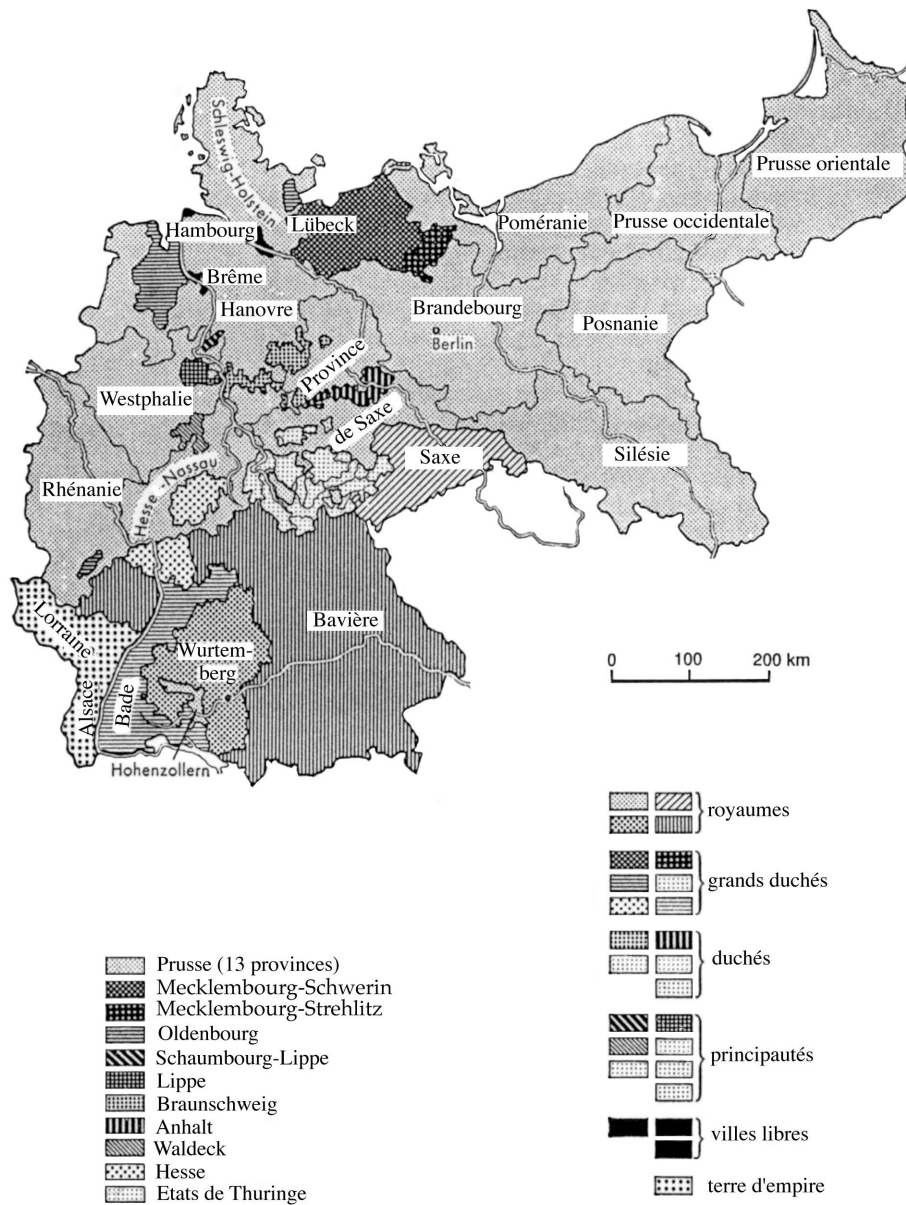 Schleswig-Holstein
Prusse orientale
Hambourg
Lübeck
Poméranie
Prusse occidentale
Brême
Hanovre
Brandebourg
Berlin
Posnanie
Province
de Saxe
Westphalie
Saxe
Silésie
Rhénanie
Hesse-Nassau
Lorraine
Bavière
Wurtem-
berg
Alsace
Bade
Hohenzollern
0 100 200 km
royaumes
grands duchés
duchés
principautés
villes libres
terre d'empire
Prusse (13 provinces)
Mecklembourg-Schwerin
Mecklembourg-Strehlitz
Oldenbourg
Schaumbourg-Lippe
Lippe
Braunschweig
Anhalt
Waldeck
Hesse
Etats de Thuringe